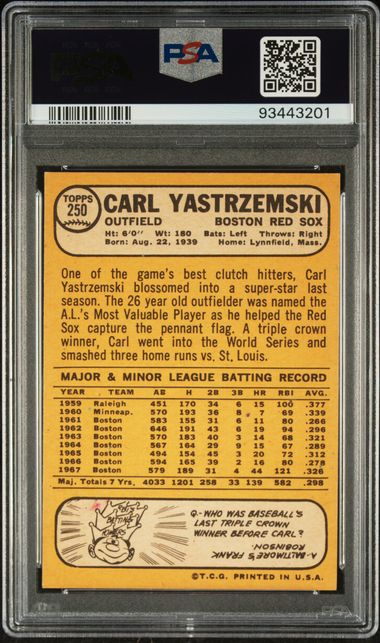 PSA
93443201
TOPPS
250
CARL YASTRZEMSKI
OUTFIELD BOSTON RED SOX
Ht: 6'0" Wt: 180 Bats: Left Throws: Right
Born: Aug. 22, 1939 Home: Lynnfield, Mass.
One of the game's best clutch hitters, Carl
Yastrzemski blossomed into a super-star last
season. The 26 year old outfielder was named the
A.L.'s Most Valuable Player as he helped the Red
Sox capture the pennant flag. A triple crown
winner, Carl went into the World Series and
smashed three home runs vs. St. Louis.
MAJOR & MINOR LEAGUE BATTING RECORD
YEAR TEAM AB H 2B 3B HR RBI AVG.
1959 Raleigh 451 170 34 6 15 100 .377
1960 Minneap. 570 193 36 8 7 69 .339
1961 Boston 583 155 31 6 11 80 .266
1962 Boston 646 191 43 6 19 94 .296
1963 Boston 570 183 40 3 14 68 .321
1964 Boston 567 164 29 9 15 67 .289
1965 Boston 494 154 45 3 20 72 .312
1966 Boston 594 165 39 2 16 80 .278
1967 Boston 579 189 31 4 44 121 .326
Maj. Totals 7 Yrs. 4033 1201 258 33 139 582 .298
Q-WHO WAS BASEBALL'S
LAST TRIPLE CROWN
WINNER BEFORE CARL?
A-BALTIMORE'S FRANK
ROBINSON.
BATTING
©T.C.G. PRINTED IN U.S.A.